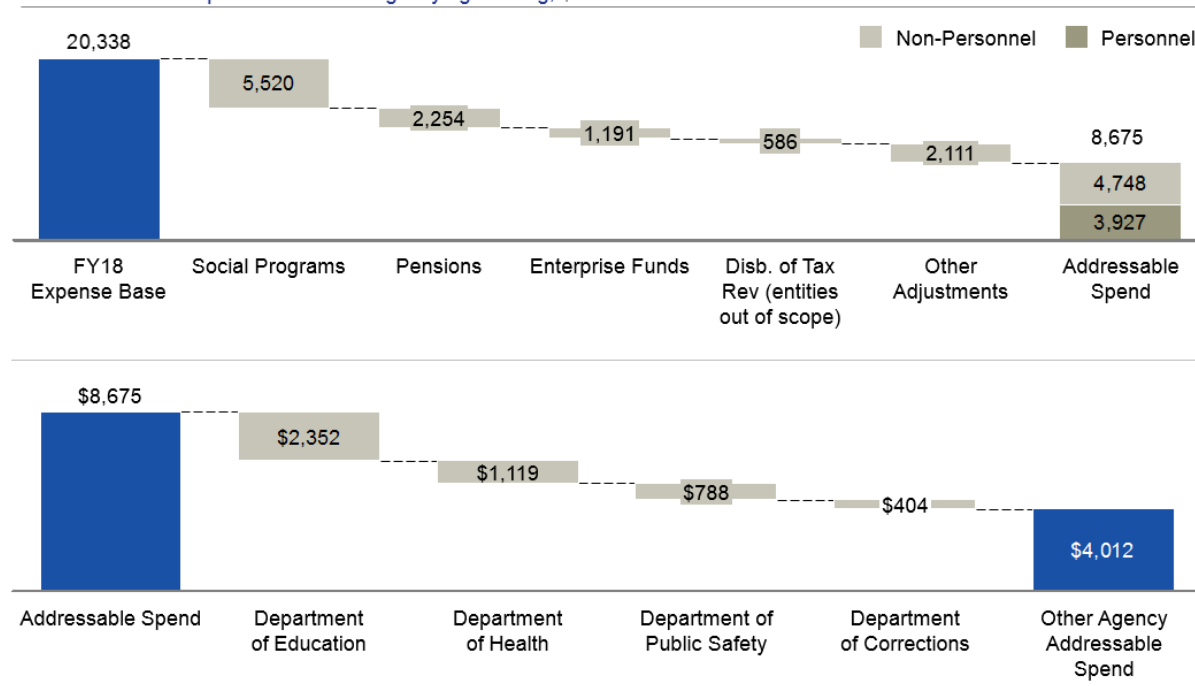 20,338
Non-Personnel
Personnel
5,520
2,254
1,191
586
2,111
8,675
4,748
3,927
FY18
Expense Base
Social Programs
Pensions
Enterprise Funds
Disb. of Tax
Rev (entities
out of scope)
Other
Adjustments
Addressable
Spend
$8,675
$2,352
$1,119
$788
$404
$4,012
Addressable Spend
Department
of Education
Department
of Health
Department of
Public Safety
Department
of Corrections
Other Agency
Addressable
Spend